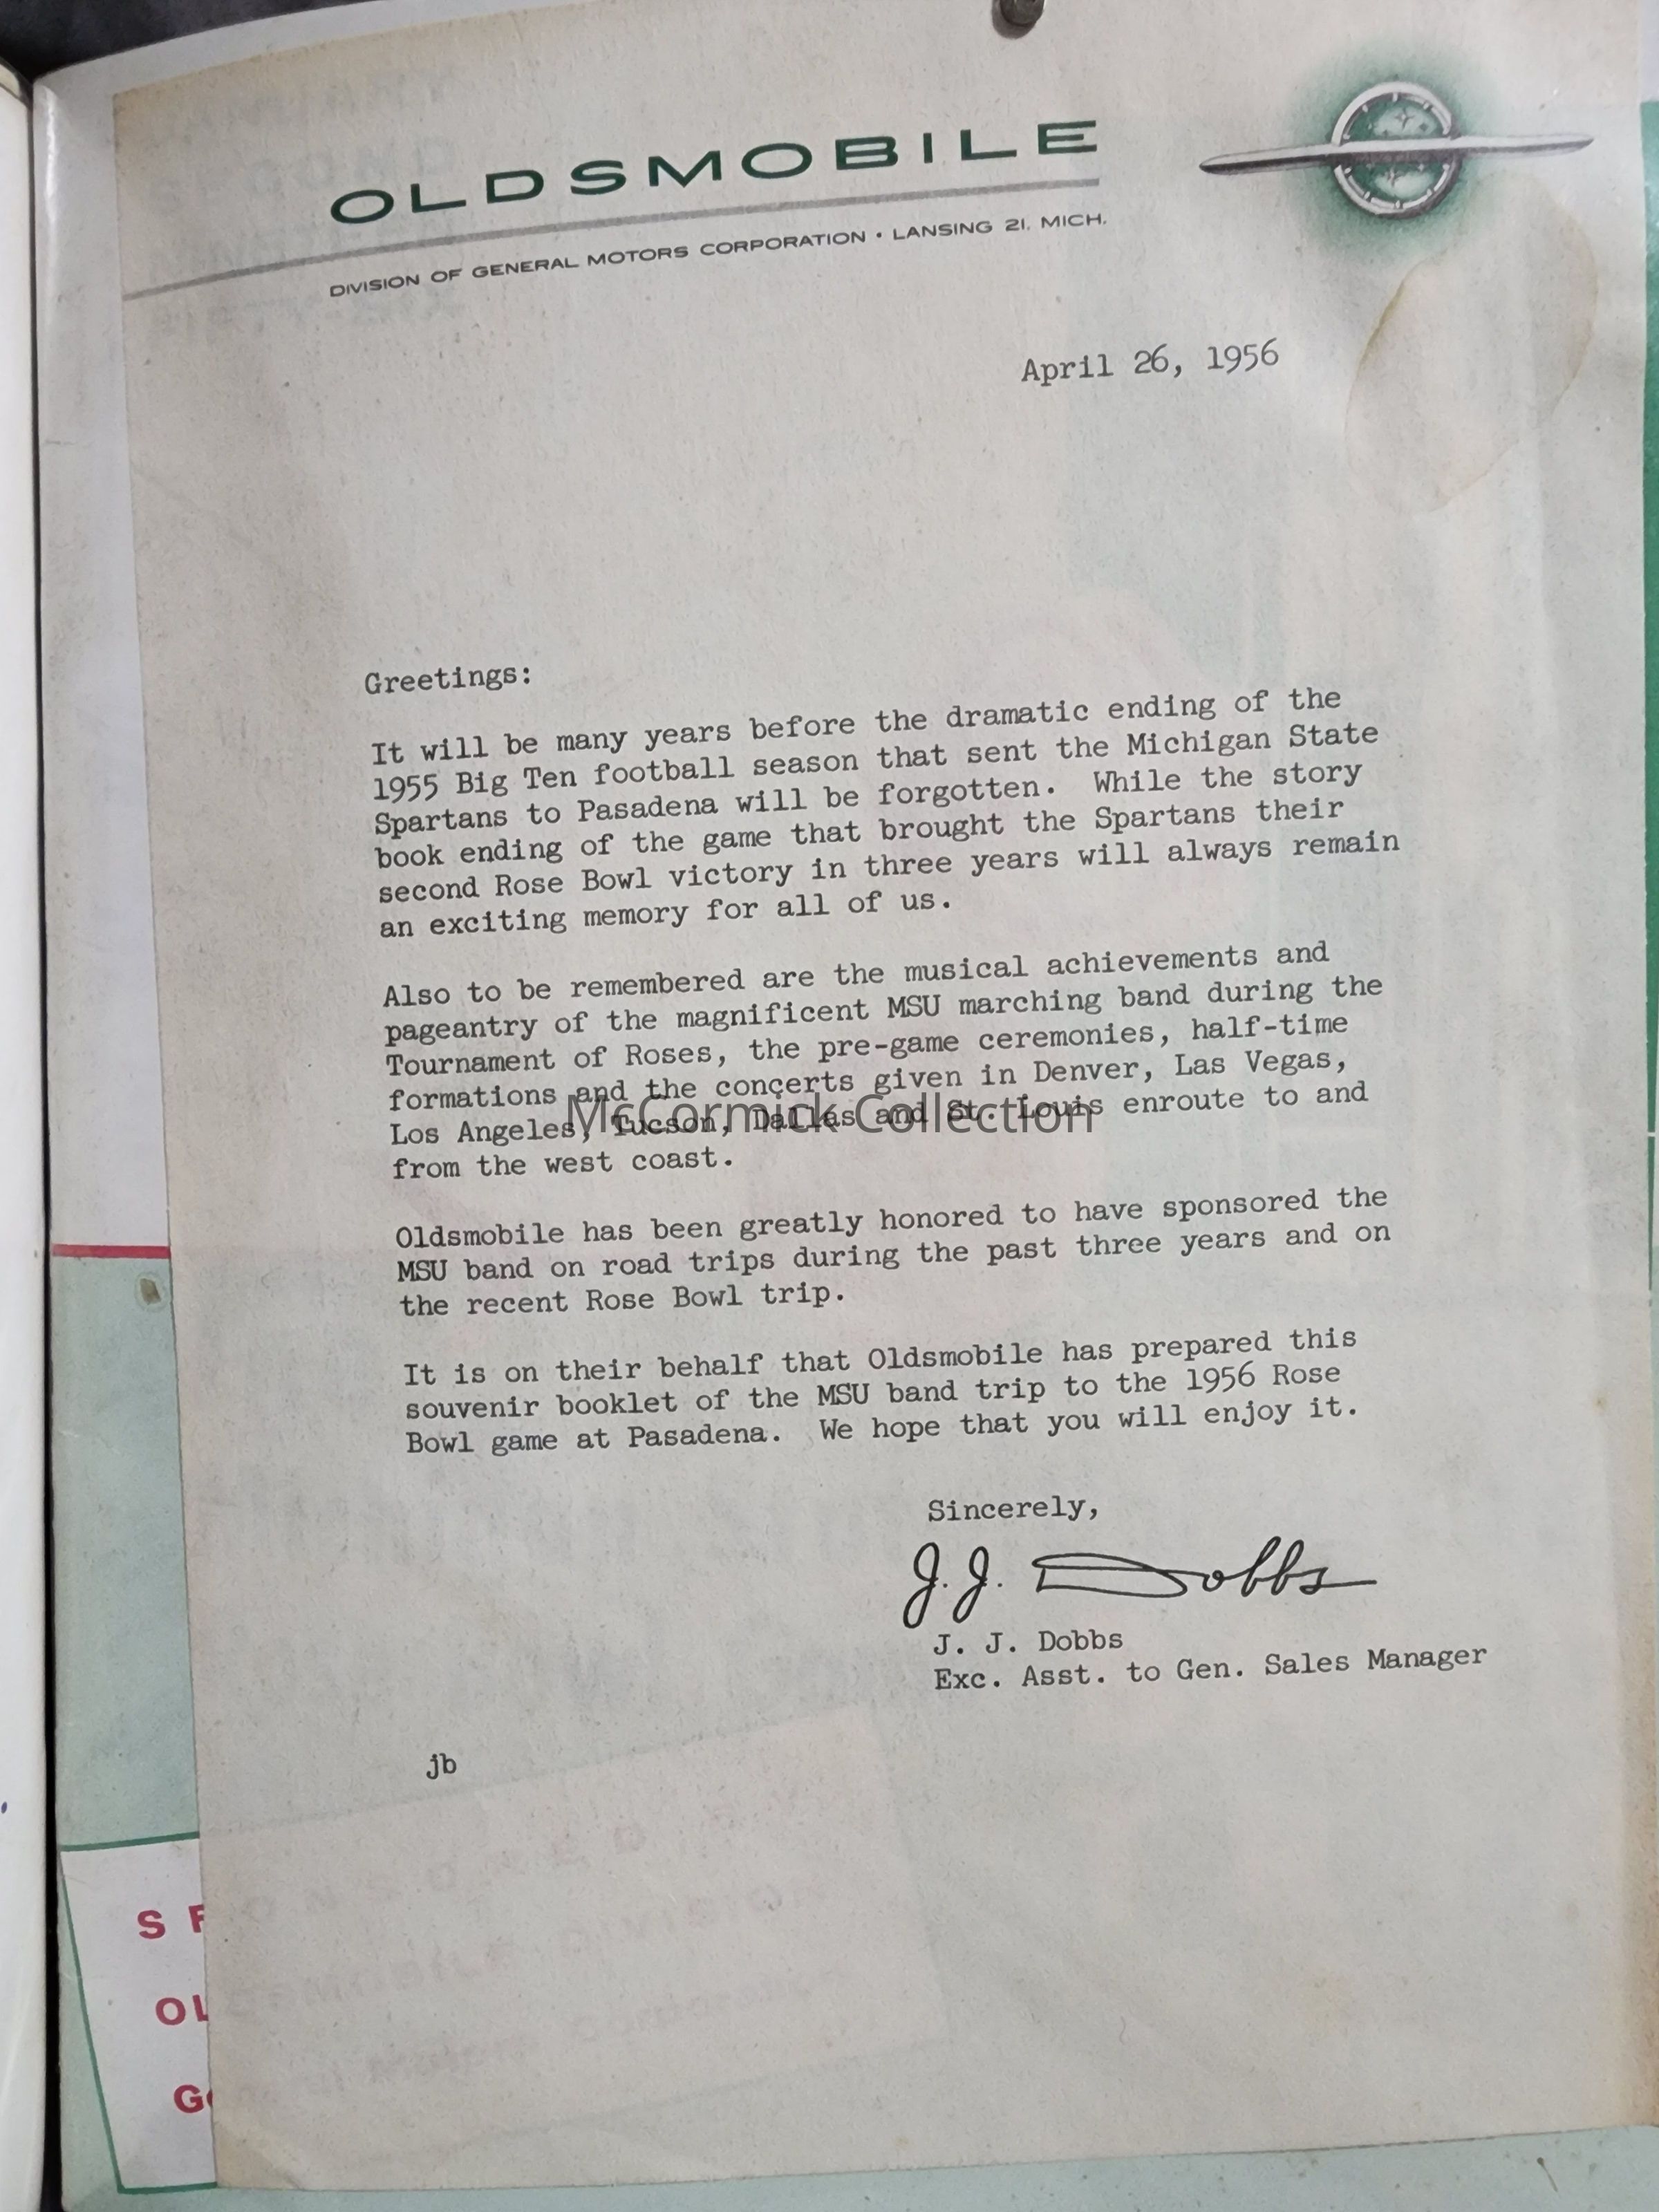 OLDSMOBILE
DIVISION OF GENERAL MOTORS CORPORATION • LANSING 21, MICH.
April 26, 1956
Greetings:
It will be many years before the dramatic ending of the
1955 Big Ten football season that sent the Michigan State
Spartans to Pasadena will be forgotten. While the story
book ending of the game that brought the Spartans their
second Rose Bowl victory in three years will always remain
an exciting memory for all of us.
Also to be remembered are the musical achievements and
pageantry of the magnificent MSU marching band during the
Tournament of Roses, the pre-game ceremonies, half-time
formations and the concerts given in Denver, Las Vegas,
Los Angeles, Tucson, Dallas and St. Louis enroute to and
McCormick Collection
from the west coast.
Oldsmobile has been greatly honored to have sponsored the
MSU band on road trips during the past three years and on
the recent Rose Bowl trip.
It is on their behalf that Oldsmobile has prepared this
souvenir booklet of the MSU band trip to the 1956 Rose
Bowl game at Pasadena. We hope that you will enjoy it.
Sincerely,
J. J. Dobbs
J. J. Dobbs
Exc. Asst. to Gen. Sales Manager
jb
S
OL
G